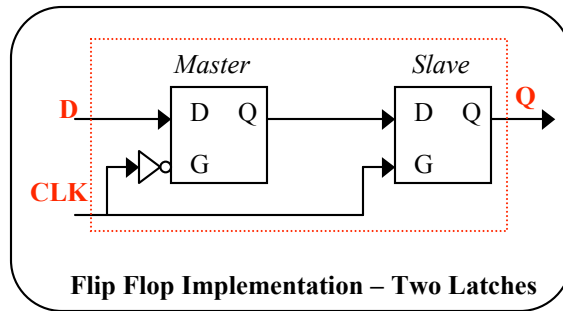 Master Slave
D D Q D Q Q
G G
CLK
Flip Flop Implementation – Two Latches